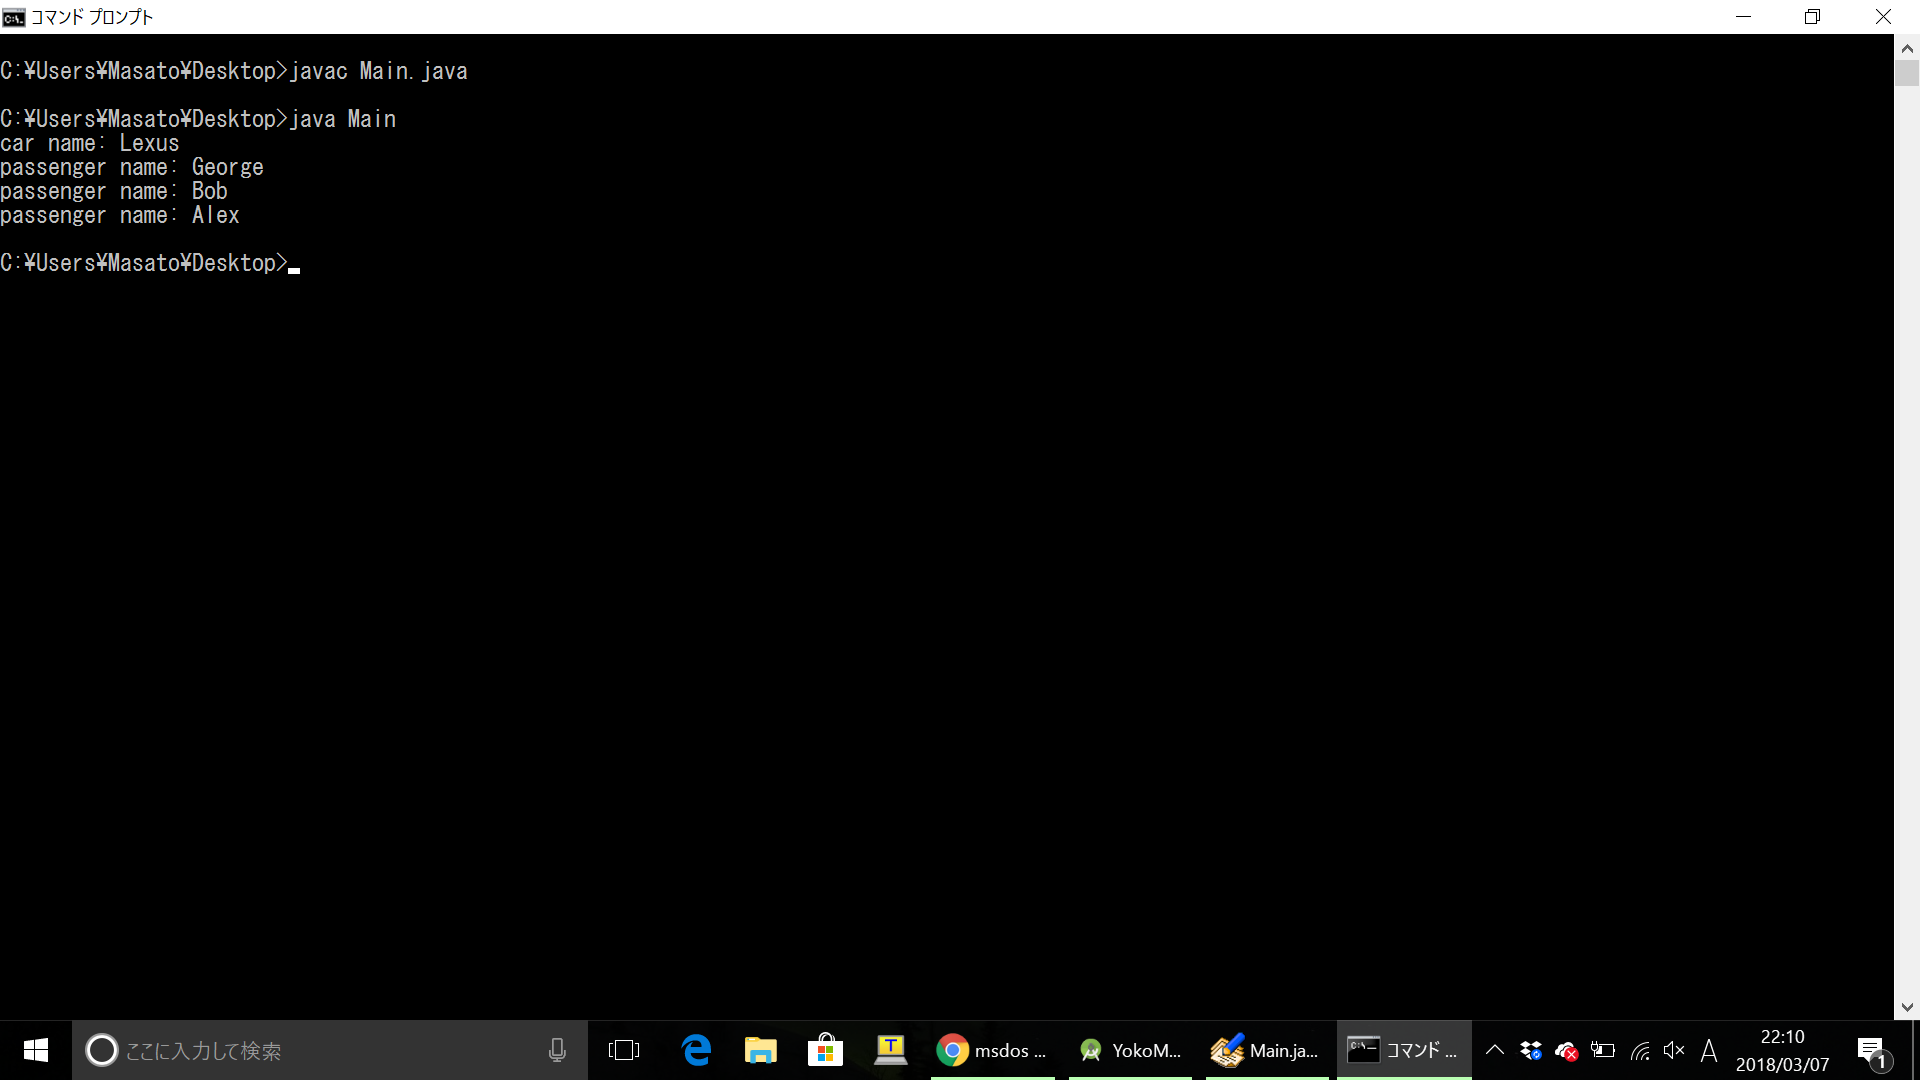 コマンド プロンプト
C:¥Users¥Masato¥Desktop>javac Main.java
C:¥Users¥Masato¥Desktop>java Main
car name: Lexus
passenger name: George
passenger name: Bob
passenger name: Alex
C:¥Users¥Masato¥Desktop>
ここに入力して検索
msdos ...
YokoM...
Main.ja...
コマンド ...
A
22:10
2018/03/07
1